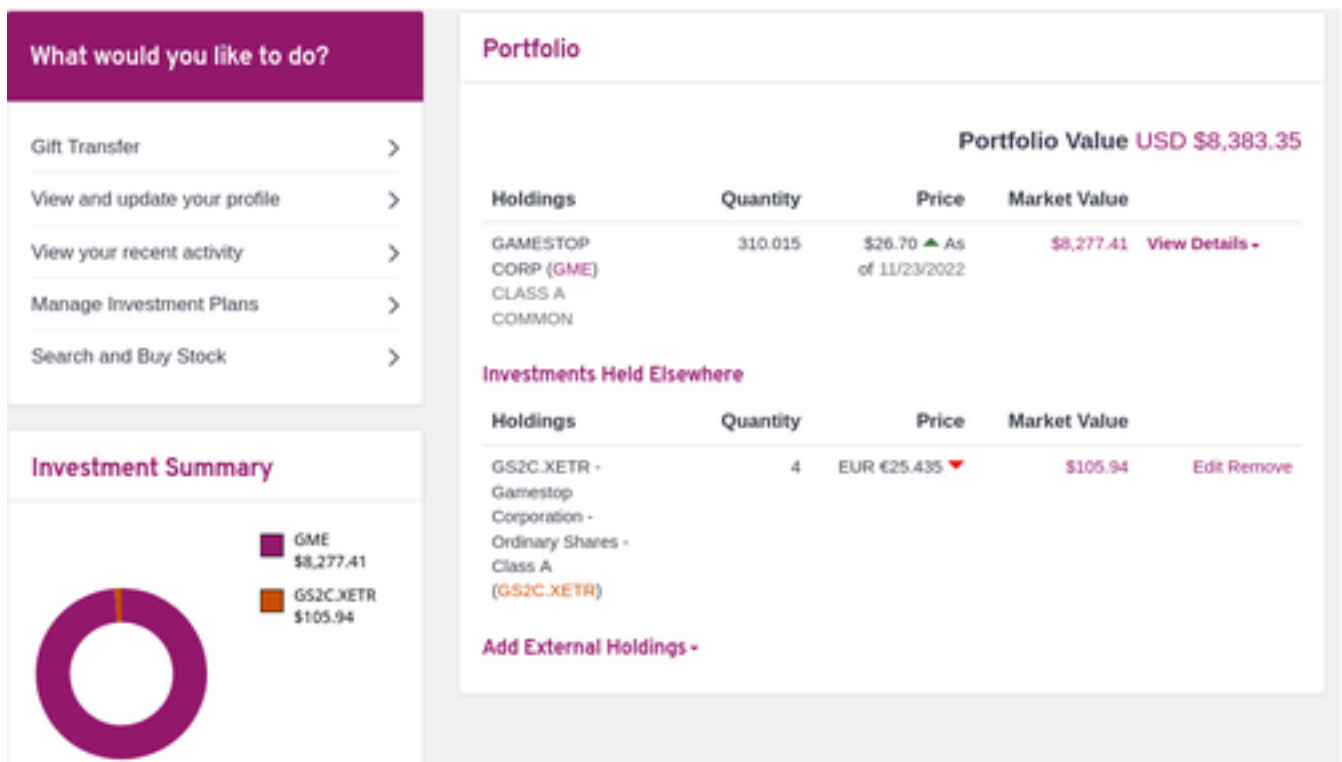 What would you like to do?
Gift Transfer
View and update your profile
View your recent activity
Manage Investment Plans
Search and Buy Stock
Investment Summary
GME
$8,277.41
GS2C.XETR
$105.94
Portfolio
Portfolio Value USD $8,383.35
Holdings Quantity Price Market Value
GAMESTOP 310.015 $26.70 As $8,277.41 View Details
CORP (GME) of 11/23/2022
CLASS A
COMMON
Investments Held Elsewhere
Holdings Quantity Price Market Value
GS2C.XETR - 4 EUR €25.435 $105.94 Edit Remove
Gamestop
Corporation -
Ordinary Shares -
Class A
(GS2C.XETR)
Add External Holdings